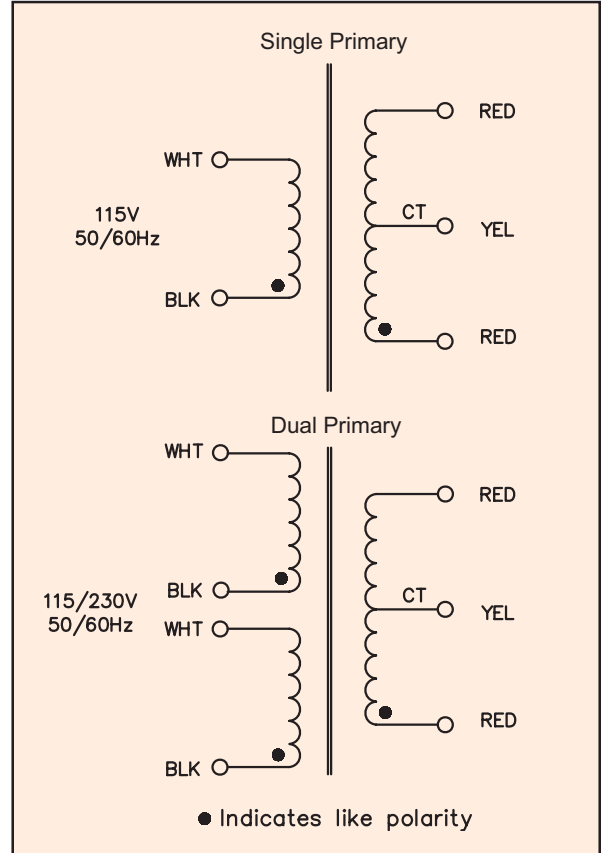 Single Primary
RED
WHT
115V
50/60Hz
CT
YEL
BLK
RED
Dual Primary
WHT
RED
BLK
115/230V
50/60Hz
CT
YEL
WHT
RED
BLK
Indicates like polarity